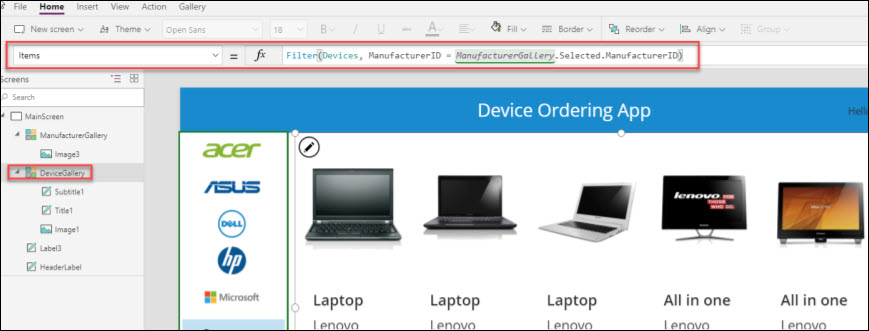 File Home Insert View Action Gallery
New screen Theme Open Sans 18 B I U A Fill Border Reorder Align Group
Items = fx Filter(Devices, ManufacturerID = ManufacturerGallery.Selected.ManufacturerID)
Screens
Search
MainScreen
ManufacturerGallery
Image3
DeviceGallery
Subtitle1
Title1
Image1
Label3
HeaderLabel
Device Ordering App
Hello
acer
ASUS
DELL
hp
Microsoft
lenovo
Laptop Laptop Laptop All in one All in one
Lenovo Lenovo Lenovo Lenovo Lenovo